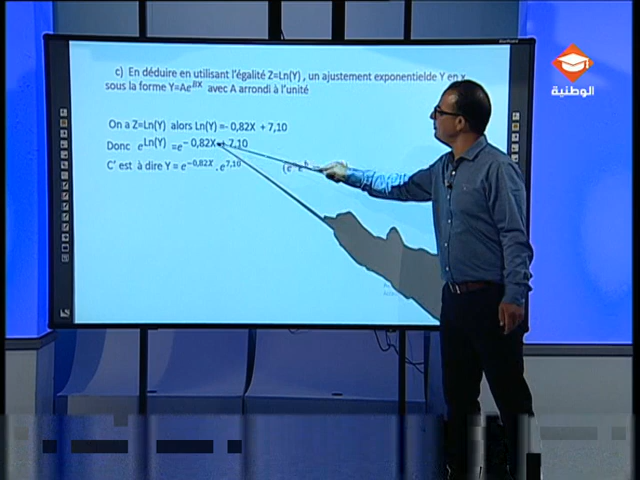 c) En déduire en utilisant l'égalité Z=Ln(Y) , un ajustement exponentielde Y en x
sous la forme Y=Ae^BX avec A arrondi à l'unité
On a Z=Ln(Y) alors Ln(Y) =- 0,82X + 7,10
Donc e^Ln(Y) =e^- 0,82X + 7,10
C' est à dire Y = e^-0,82X . e^7,10
الوطنية